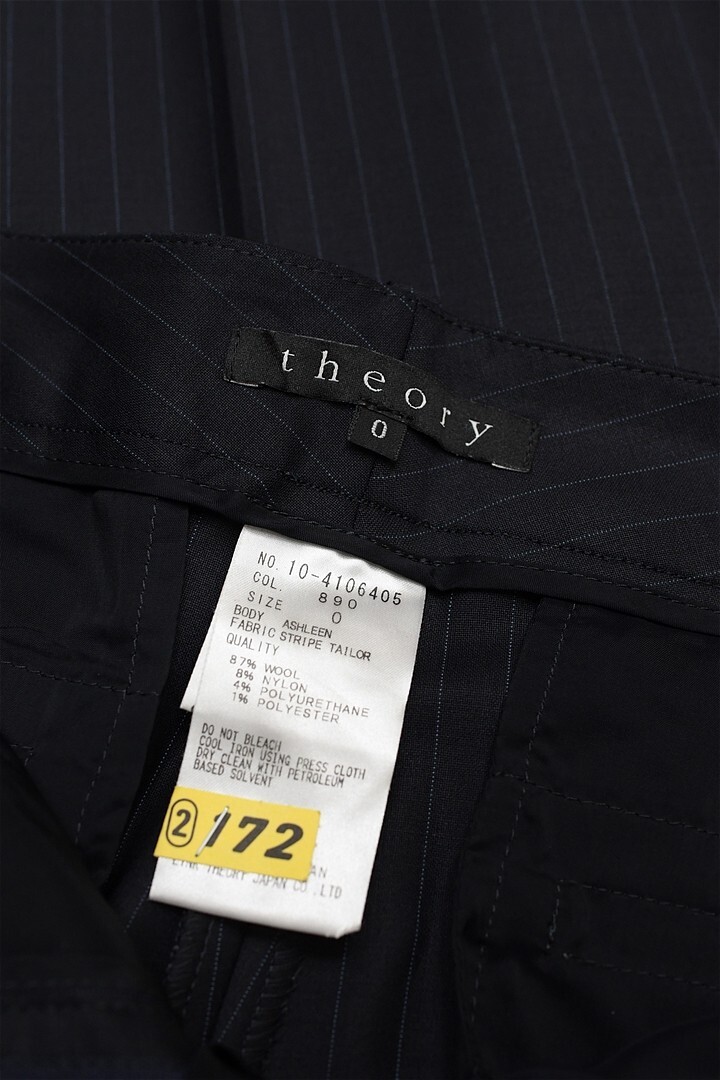 theory
0
NO. 10-4106405
COL. 890
SIZE 0
BODY ASHLEEN
FABRIC STRIPE TAILOR
QUALITY
87% WOOL
8% NYLON
4% POLYURETHANE
1% POLYESTER
DO NOT BLEACH
COOL IRON USING PRESS CLOTH
DRY CLEAN WITH PETROLEUM
BASED SOLVENT
2 172
LINK THEORY JAPAN CO.,LTD